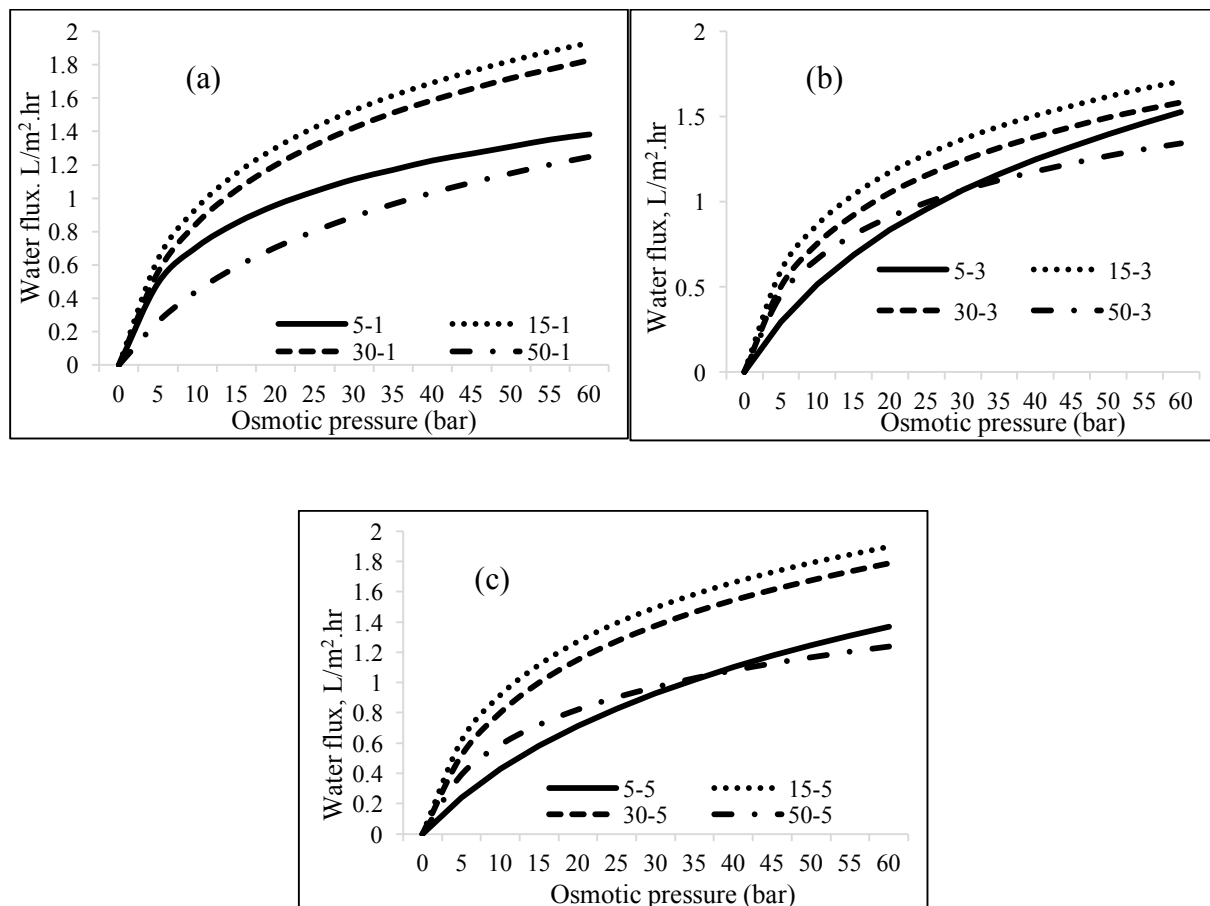 (a)
Water flux. L/m².hr
2
1.8
1.6
1.4
1.2
1
0.8
0.6
0.4
0.2
0
5-1 15-1
30-1 50-1
0 5 10 15 20 25 30 35 40 45 50 55 60
Osmotic pressure (bar)
(b)
Water flux, L/m².hr
2
1.5
1
0.5
0
5-3 15-3
30-3 50-3
0 5 10 15 20 25 30 35 40 45 50 55 60
Osmotic pressure (bar)
(c)
Water flux, L/m².hr
2
1.8
1.6
1.4
1.2
1
0.8
0.6
0.4
0.2
0
5-5 15-5
30-5 50-5
0 5 10 15 20 25 30 35 40 45 50 55 60
Osmotic pressure (bar)